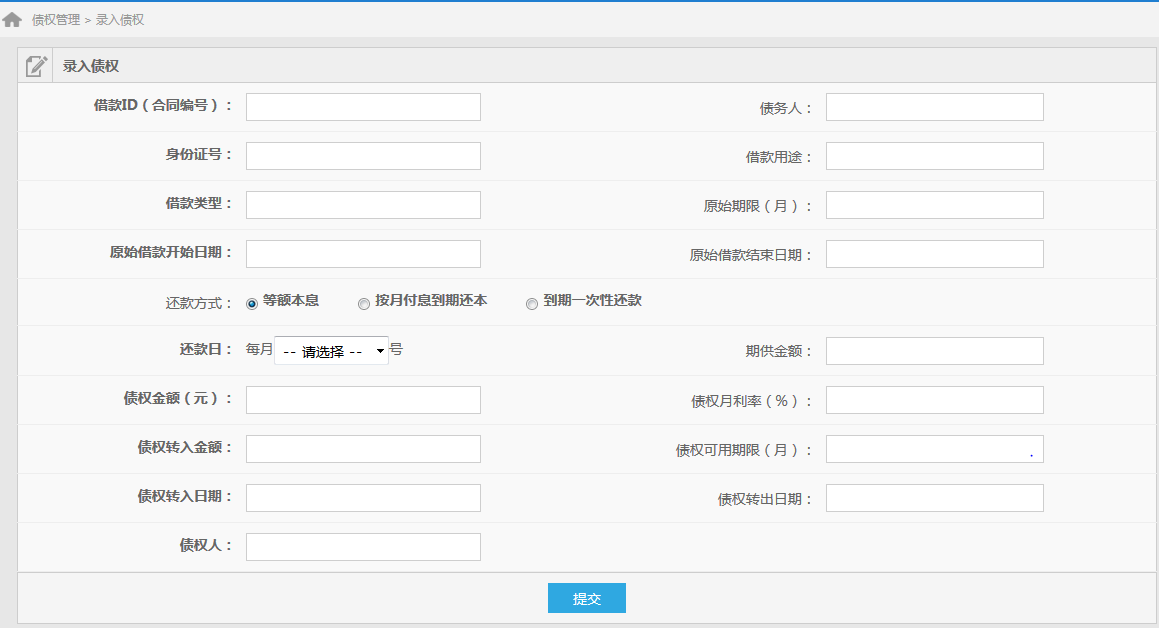 债权管理 > 录入债权
录入债权
借款ID（合同编号）：
债务人：
身份证号：
借款用途：
借款类型：
原始期限（月）：
原始借款开始日期：
原始借款结束日期：
还款方式： 等额本息 按月付息到期还本 到期一次性还款
还款日： 每月 -- 请选择 -- 号
期供金额：
债权金额（元）：
债权月利率（%）：
债权转入金额：
债权可用期限（月）： .
债权转入日期：
债权转出日期：
债权人：
提交